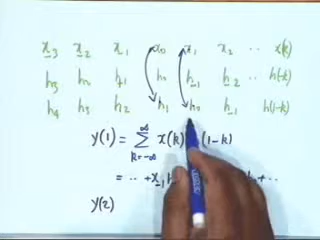 x₋₃ x₋₂ x₋₁ x₀ x₁ x₂ ·· x(k)
h₃ h₂ h₁ h₀ h₋₁ h₋₂ ·· h(-k)
h₄ h₃ h₂ h₁ h₀ h₋₁ h(1-k)
y(1) = ∑ x(k) (1-k)
∞
k=-∞
= ·· + x₋₁ + ··
y(2)